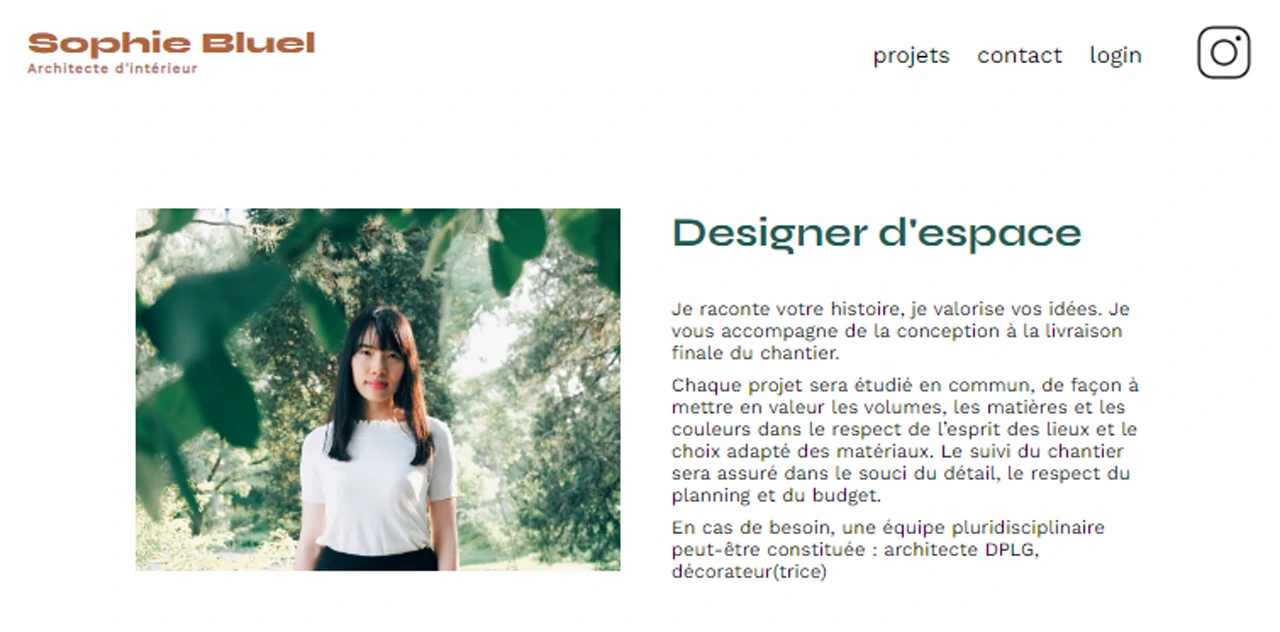 Sophie Bluel
Architecte d'intérieur
projets contact login
Designer d'espace
Je raconte votre histoire, je valorise vos idées. Je
vous accompagne de la conception à la livraison
finale du chantier.
Chaque projet sera étudié en commun, de façon à
mettre en valeur les volumes, les matières et les
couleurs dans le respect de l’esprit des lieux et le
choix adapté des matériaux. Le suivi du chantier
sera assuré dans le souci du détail, le respect du
planning et du budget.
En cas de besoin, une équipe pluridisciplinaire
peut-être constituée : architecte DPLG,
décorateur(trice)